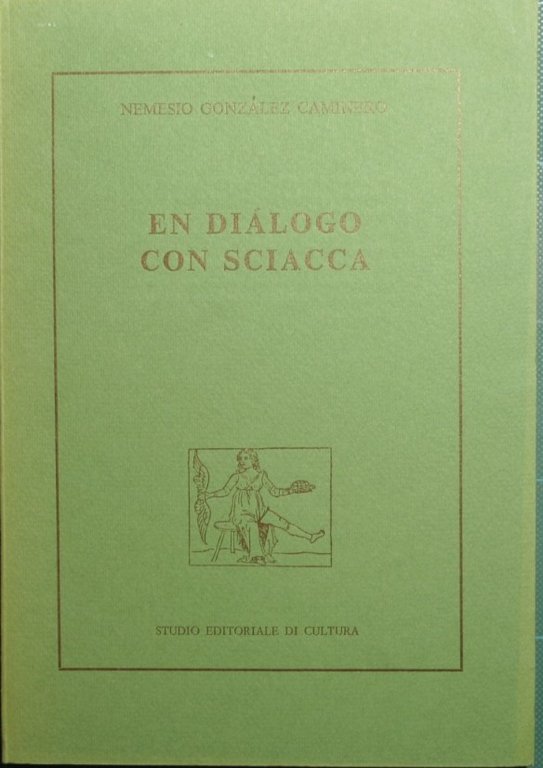 NEMESIO GONZÁLEZ CAMINERO
EN DIÁLOGO
CON SCIACCA
STUDIO EDITORIALE DI CULTURA